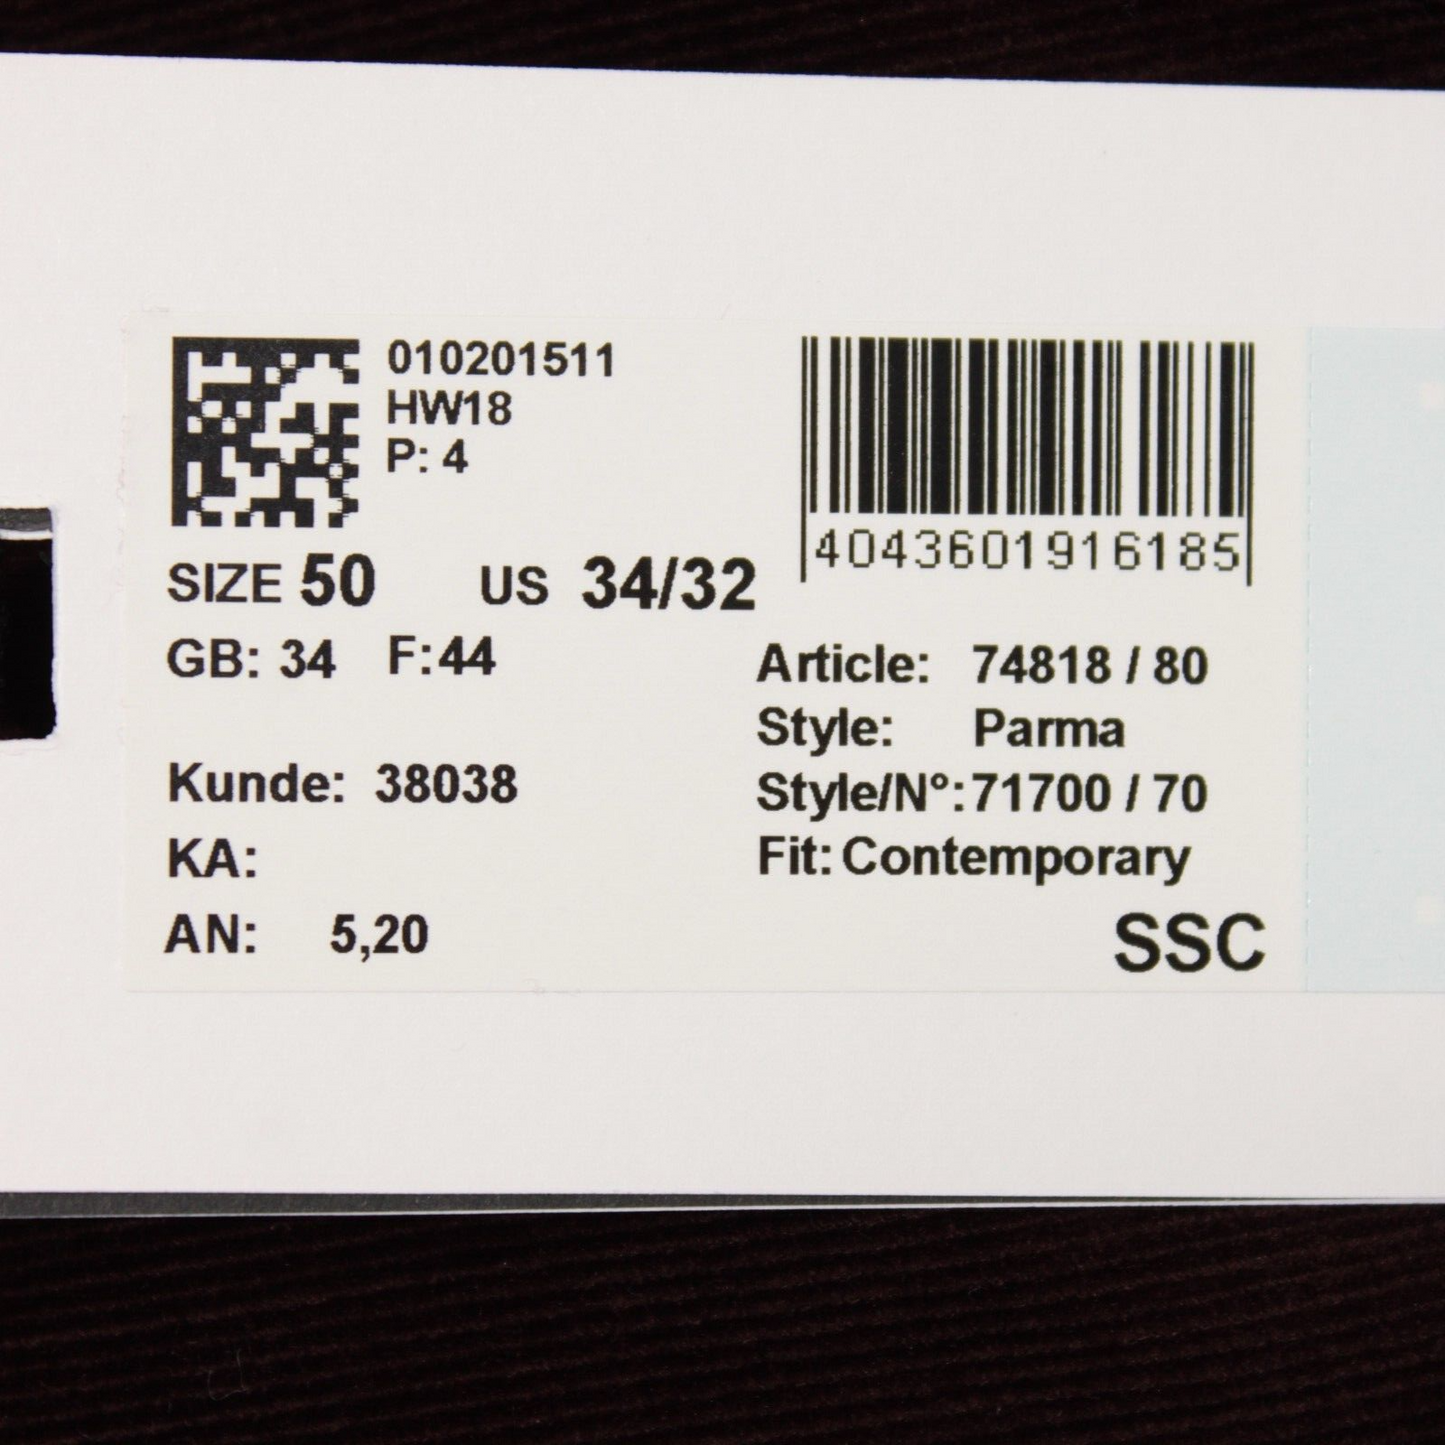 010201511
HW18
P: 4
4043601916185
SIZE 50 US 34/32
GB: 34 F:44
Article: 74818 / 80
Style: Parma
Style/N°: 71700 / 70
Fit: Contemporary
Kunde: 38038
KA:
AN: 5,20
SSC